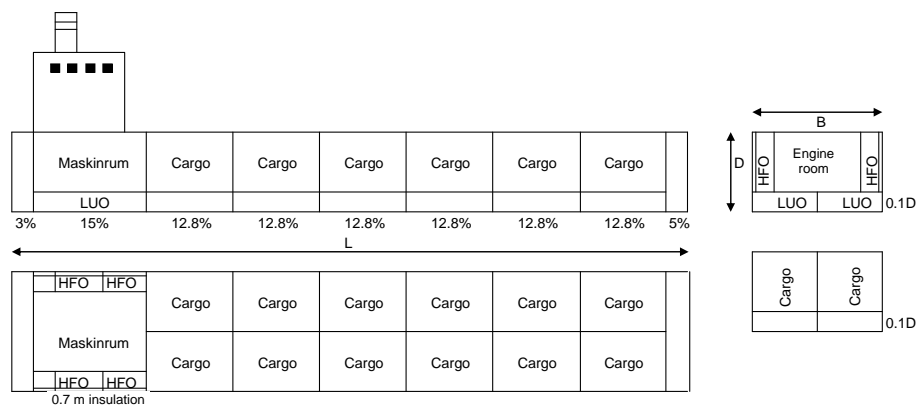 B
Maskinrum Cargo Cargo Cargo Cargo Cargo Cargo
D HFO Engine room HFO
LUO
LUO LUO 0.1D
3% 15% 12.8% 12.8% 12.8% 12.8% 12.8% 12.8% 5%
L
HFO HFO
Cargo Cargo Cargo Cargo Cargo Cargo
Cargo Cargo
0.1D
Maskinrum
Cargo Cargo Cargo Cargo Cargo Cargo
HFO HFO
0.7 m insulation